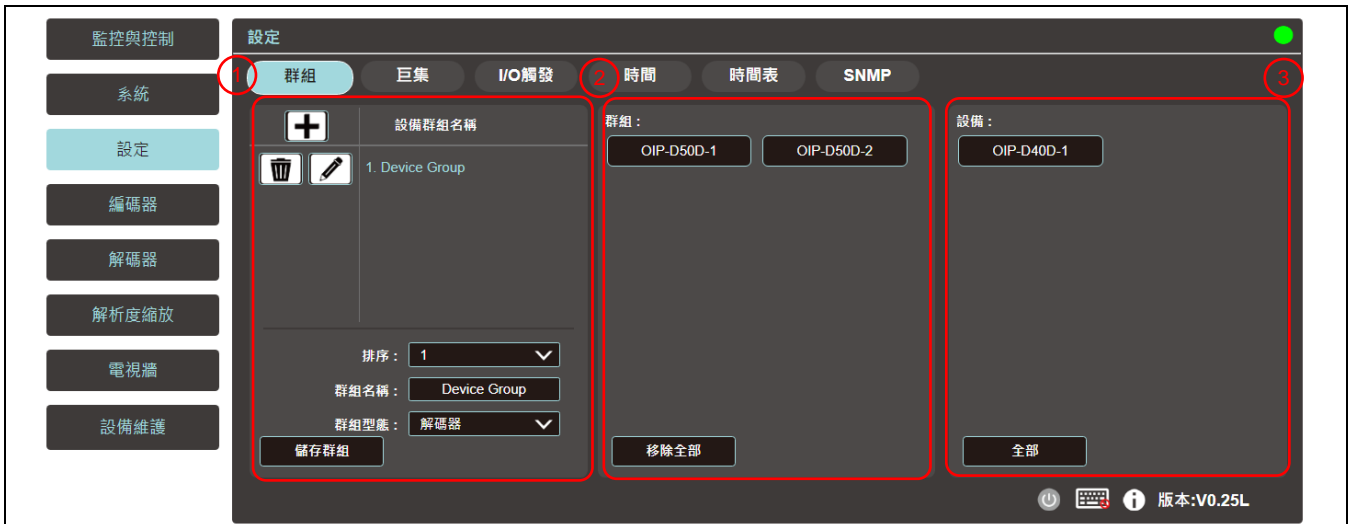 監控與控制
系統
設定
編碼器
解碼器
解析度縮放
電視牆
設備維護
設定
1 群組 巨集 I/O觸發 2 時間 時間表 SNMP 3
設備群組名稱
1. Device Group
排序： 1
群組名稱： Device Group
群組型態： 解碼器
儲存群組
群組：
OIP-D50D-1 OIP-D50D-2
移除全部
設備：
OIP-D40D-1
全部
版本:V0.25L